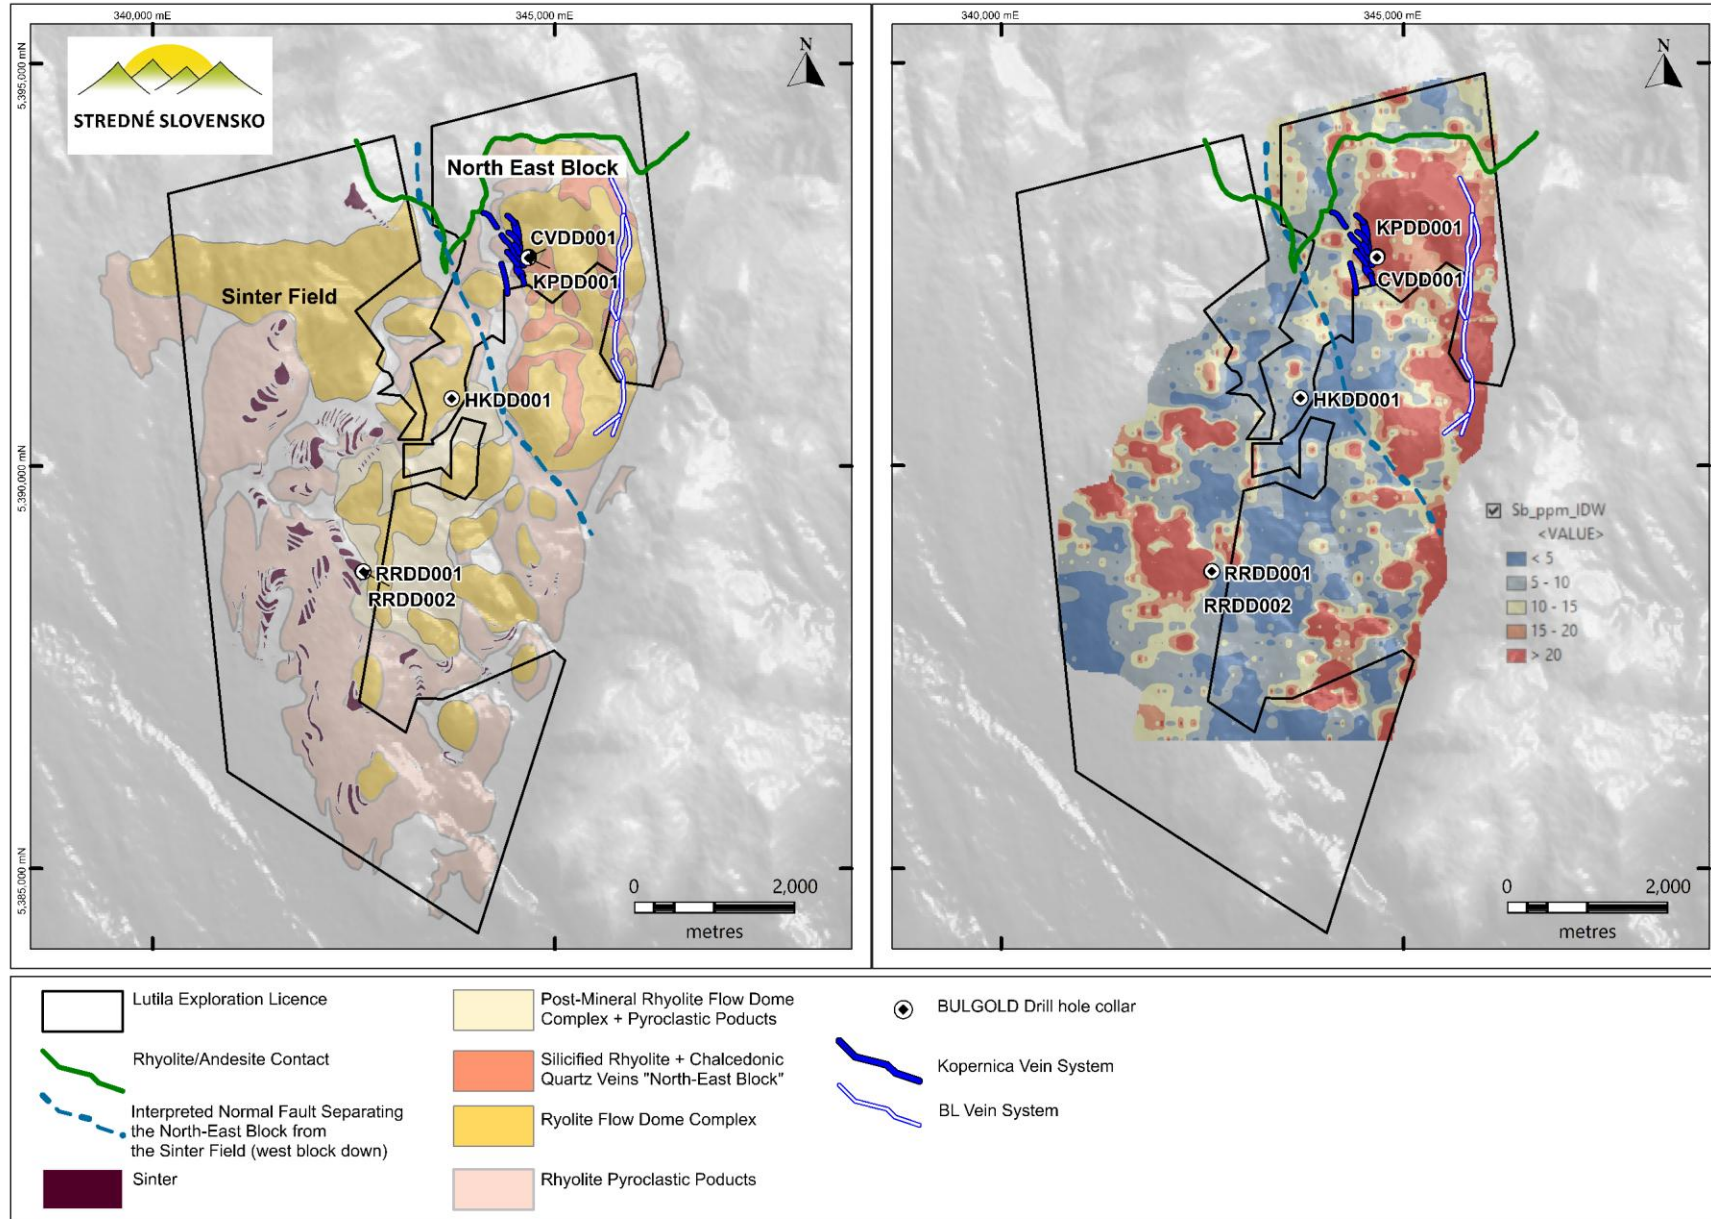 340,000 mE
345,000 mE
5,395,000 mN
5,390,000 mN
5,385,000 mN
STREDNÉ SLOVENSKO
N
North East Block
CVDD001
KPDD001
Sinter Field
HKDD001
RRDD001
RRDD002
0 2,000
metres
340,000 mE
345,000 mE
N
KPDD001
CVDD001
HKDD001
RRDD001
RRDD002
Sb_ppm_IDW
<VALUE>
< 5
5 - 10
10 - 15
15 - 20
> 20
0 2,000
metres
Lutila Exploration Licence
Rhyolite/Andesite Contact
Interpreted Normal Fault Separating
the North-East Block from
the Sinter Field (west block down)
Sinter
Post-Mineral Rhyolite Flow Dome
Complex + Pyroclastic Poducts
Silicified Rhyolite + Chalcedonic
Quartz Veins "North-East Block"
Ryolite Flow Dome Complex
Rhyolite Pyroclastic Poducts
BULGOLD Drill hole collar
Kopernica Vein System
BL Vein System